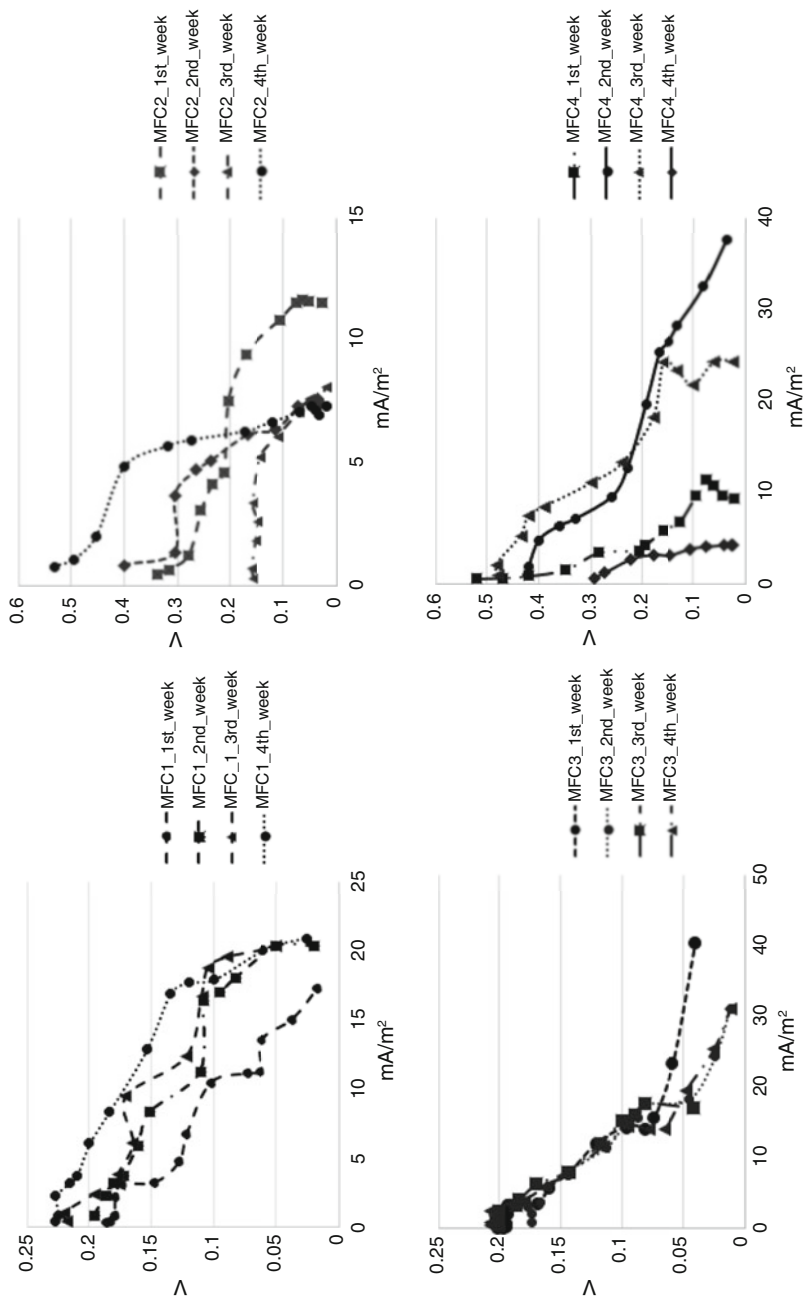 0.25
0.2
0.15
0.1
0.05
0
V
0
5
10
15
20
25
mA/m²
MFC1_1st_week
MFC1_2nd_week
MFC_1_3rd_week
MFC1_4th_week
0.6
0.5
0.4
0.3
0.2
0.1
0
V
0
5
10
15
mA/m²
MFC2_1st_week
MFC2_2nd_week
MFC2_3rd_week
MFC2_4th_week
0.25
0.2
0.15
0.1
0.05
0
V
0
10
20
30
40
50
mA/m²
MFC3_1st_week
MFC3_2nd_week
MFC3_3rd_week
MFC3_4th_week
0.6
0.5
0.4
0.3
0.2
0.1
0
V
0
10
20
30
40
mA/m²
MFC4_1st_week
MFC4_2nd_week
MFC4_3rd_week
MFC4_4th_week